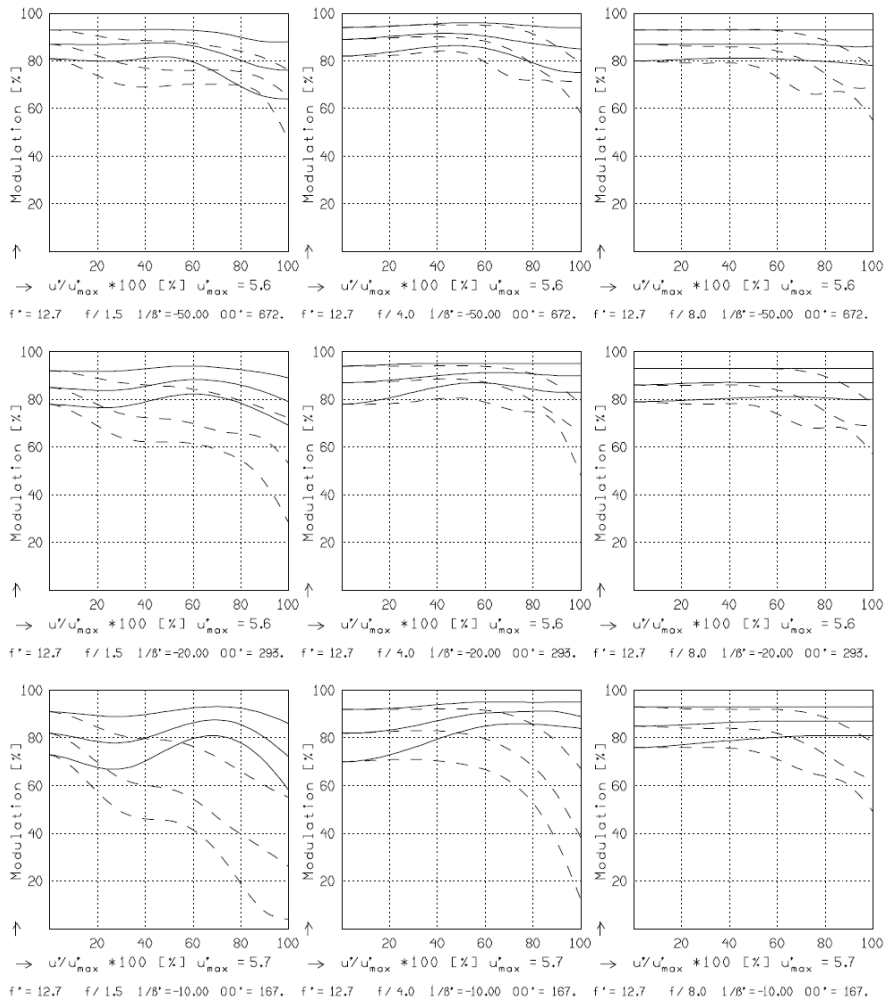 100 100 100
80 80 80
60 60 60
40 40 40
20 20 20
Modulation [%] Modulation [%] Modulation [%]
20 40 60 80 100 20 40 60 80 100 20 40 60 80 100
→ u'/u'max *100 [%] u'max = 5.6 → u'/u'max *100 [%] u'max = 5.6 → u'/u'max *100 [%] u'max = 5.6
f' = 12.7 f/ 1.5 1/ß'=-50.00 OO' = 672. f' = 12.7 f/ 4.0 1/ß'=-50.00 OO' = 672. f' = 12.7 f/ 8.0 1/ß'=-50.00 OO' = 672.
100 100 100
80 80 80
60 60 60
40 40 40
20 20 20
Modulation [%] Modulation [%] Modulation [%]
20 40 60 80 100 20 40 60 80 100 20 40 60 80 100
→ u'/u'max *100 [%] u'max = 5.6 → u'/u'max *100 [%] u'max = 5.6 → u'/u'max *100 [%] u'max = 5.6
f' = 12.7 f/ 1.5 1/ß'=-20.00 OO' = 293. f' = 12.7 f/ 4.0 1/ß'=-20.00 OO' = 293. f' = 12.7 f/ 8.0 1/ß'=-20.00 OO' = 293.
100 100 100
80 80 80
60 60 60
40 40 40
20 20 20
Modulation [%] Modulation [%] Modulation [%]
20 40 60 80 100 20 40 60 80 100 20 40 60 80 100
→ u'/u'max *100 [%] u'max = 5.7 → u'/u'max *100 [%] u'max = 5.7 → u'/u'max *100 [%] u'max = 5.7
f' = 12.7 f/ 1.5 1/ß'=-10.00 OO' = 167. f' = 12.7 f/ 4.0 1/ß'=-10.00 OO' = 167. f' = 12.7 f/ 8.0 1/ß'=-10.00 OO' = 167.